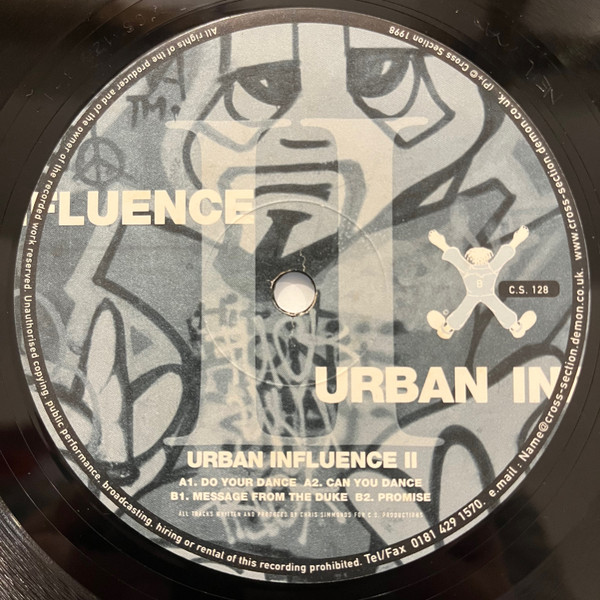 'LUENCE
B
C.S. 128
URBAN IN
II
URBAN INFLUENCE II
A1. DO YOUR DANCE A2. CAN YOU DANCE
B1. MESSAGE FROM THE DUKE B2. PROMISE
ALL TRACKS WRITTEN AND PRODUCED BY CHRIS SIMMONDS FOR C.S. PRODUCTIONS
All rights of the producer and of the owner of the recorded work reserved. Unauthorised copying. public performance. broadcasting. hiring or rental of this recording prohibited. Tel/Fax 0181 429 1570. e.mail : Name@cross-section.demon.co.uk. www.cross-section.demon.co.uk. (P)+© Cross Section 1998